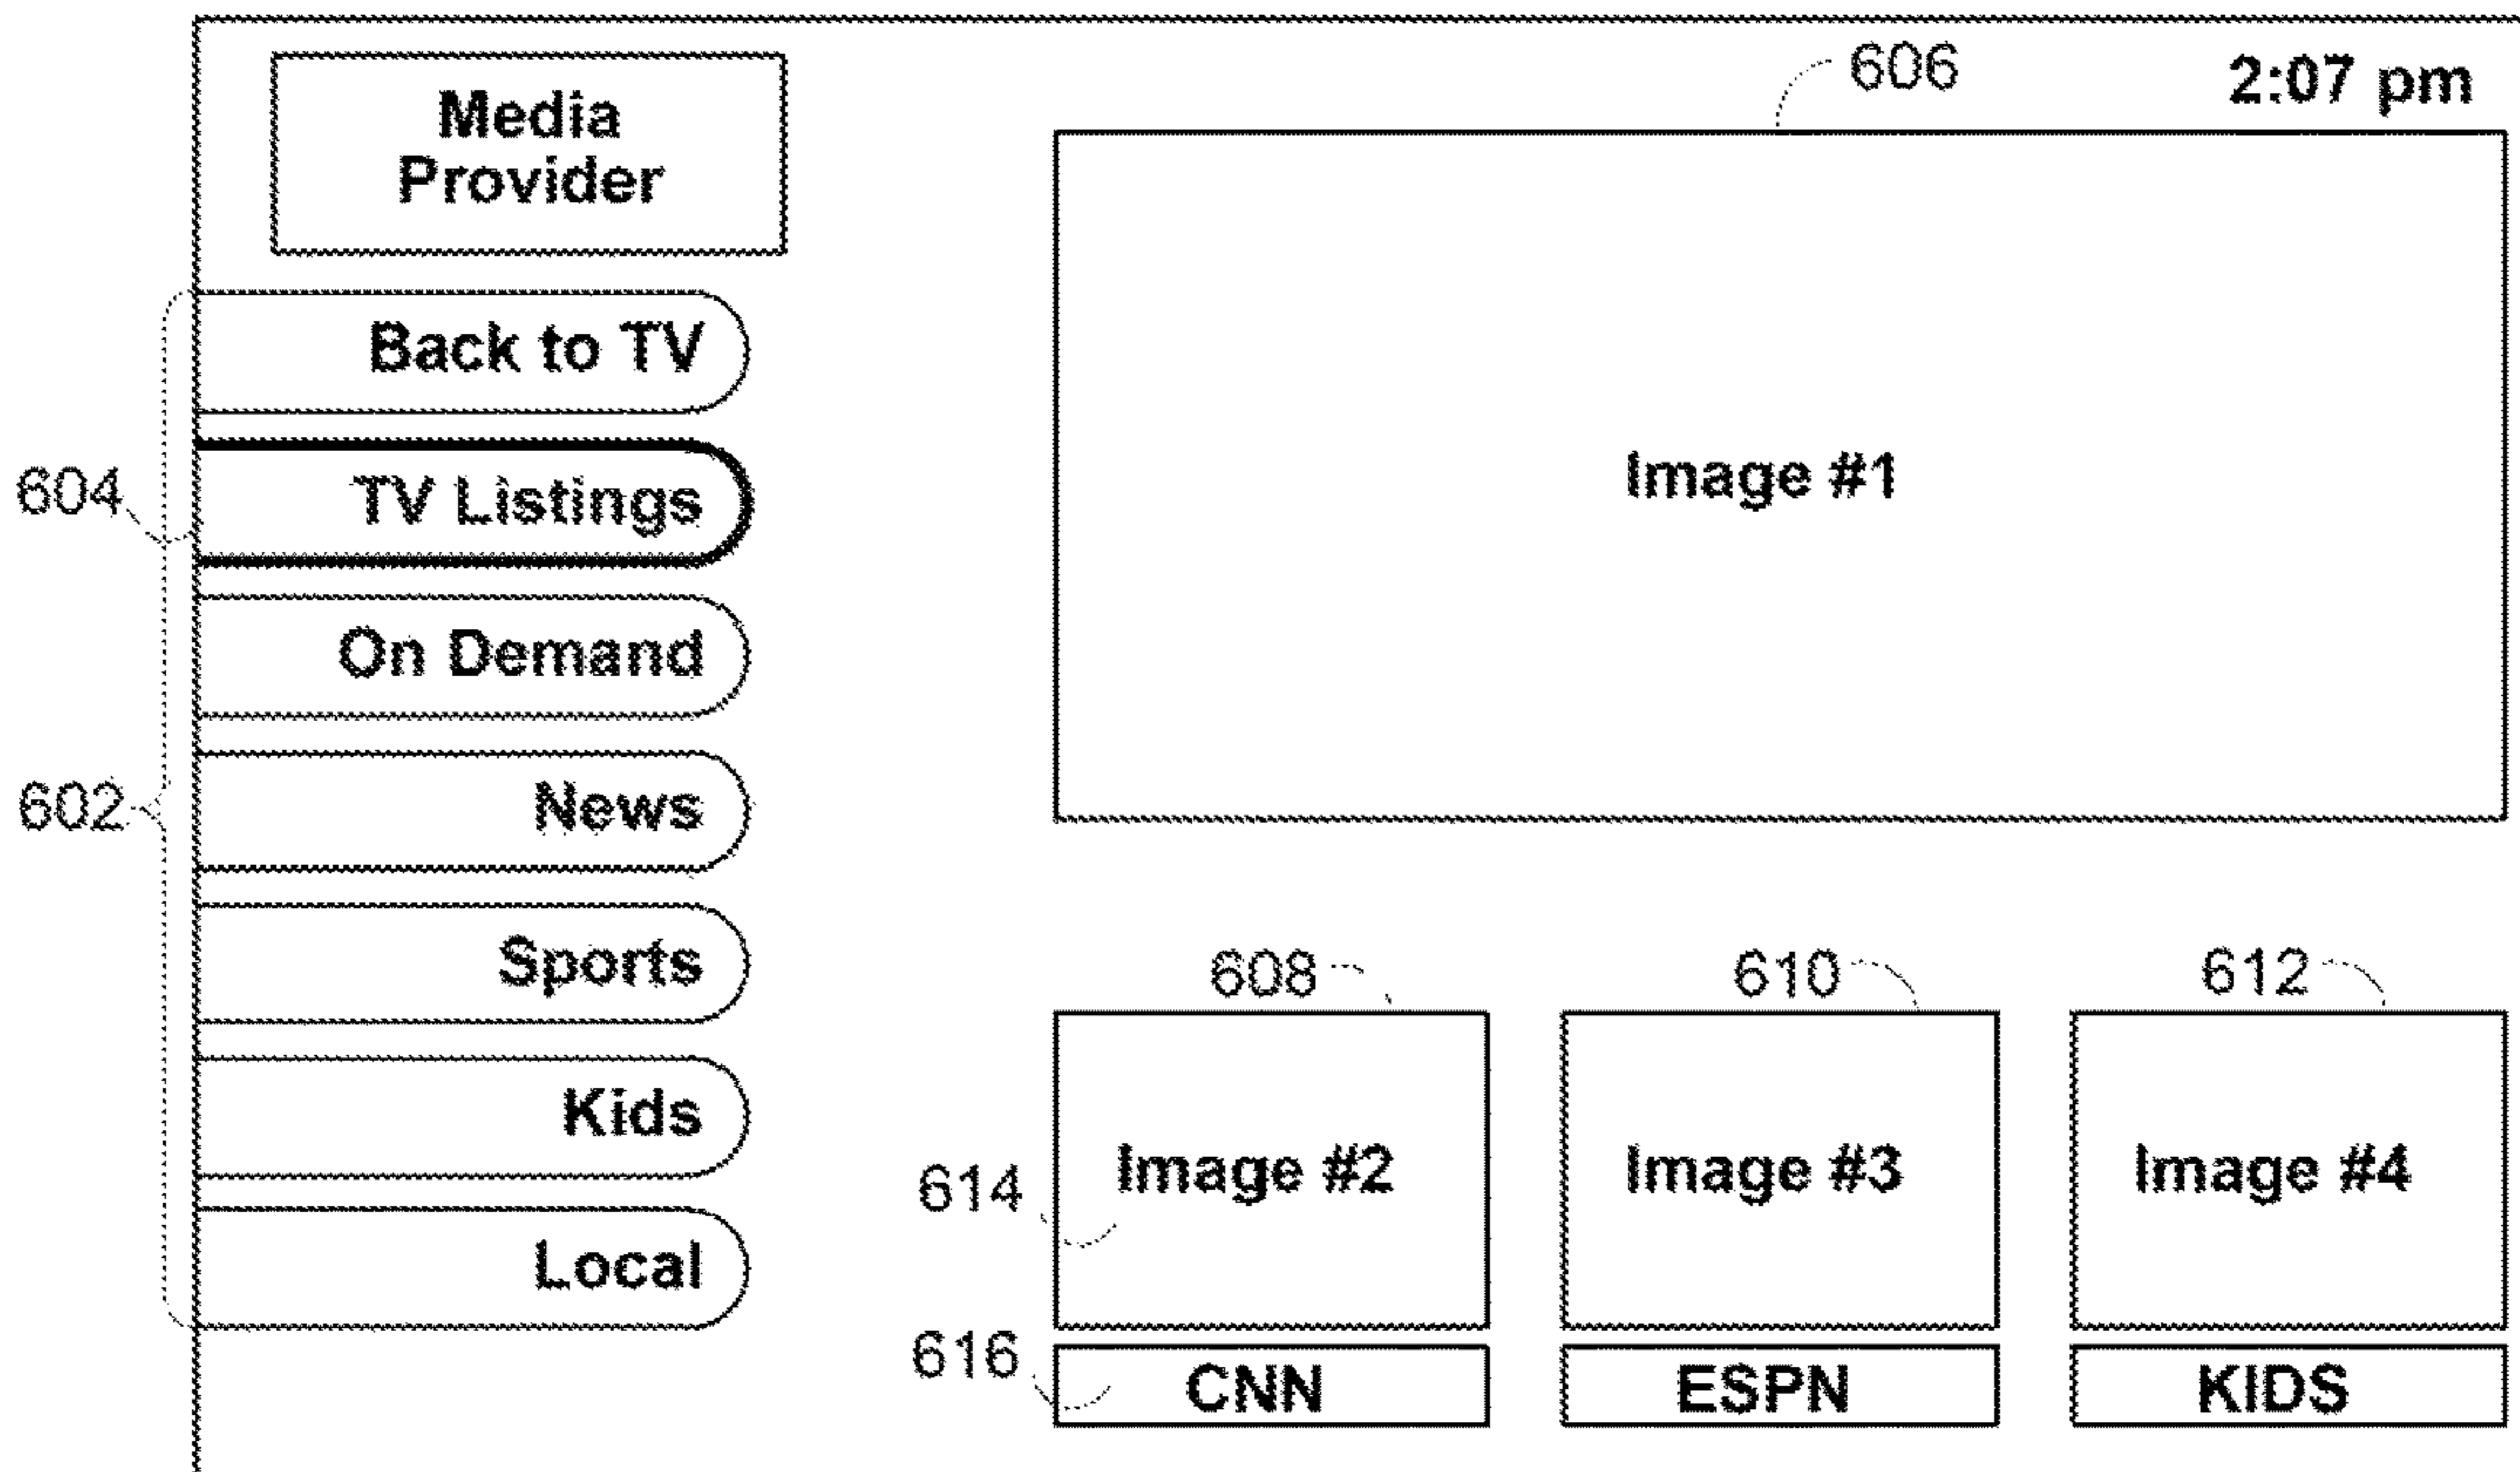 606
2:07 pm
Media
Provider
Back to TV
604
TV Listings
Image #1
On Demand
602
News
Sports
608
610
612
Kids
614
Image #2
Image #3
Image #4
Local
616
CNN
ESPN
KIDS